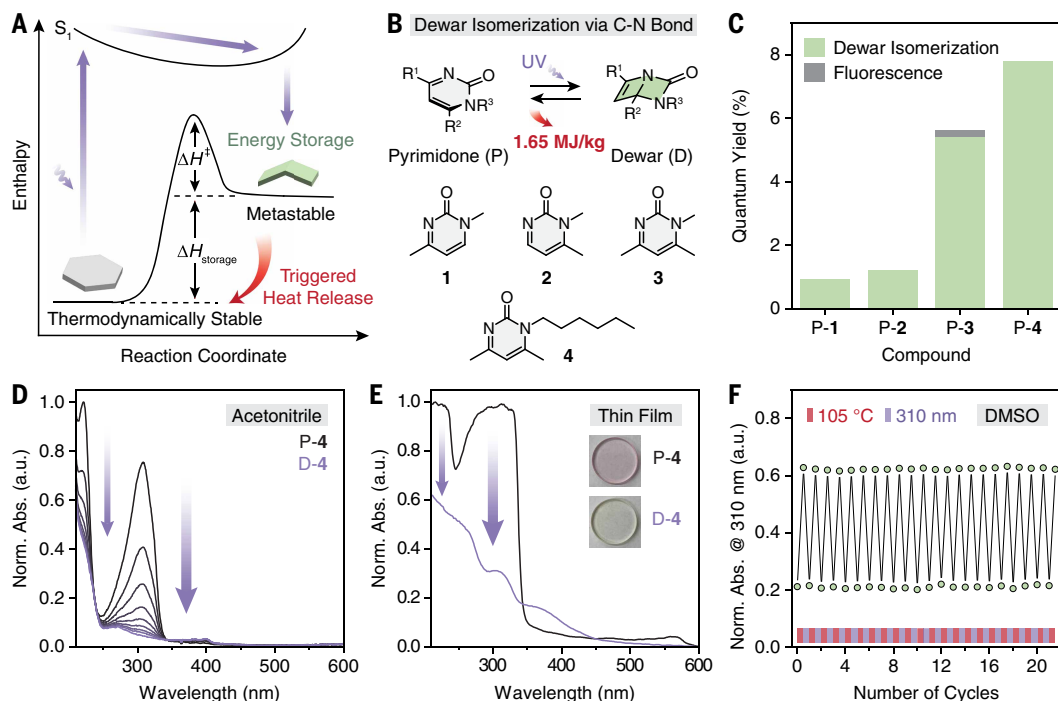 A
S1
Enthalpy
ΔH‡
Energy Storage
Metastable
ΔHstorage
Triggered
Heat Release
Thermodynamically Stable
Reaction Coordinate
B
Dewar Isomerization via C-N Bond
R1
N
O
NR3
R2
UV
1.65 MJ/kg
R1
N
O
NR3
R2
Pyrimidone (P)
Dewar (D)
O
N
N
1
O
N
N
2
O
N
N
3
O
N
N
4
C
Dewar Isomerization
Fluorescence
Quantum Yield (%)
8
6
4
2
0
P-1
P-2
P-3
P-4
Compound
D
Acetonitrile
P-4
D-4
Norm. Abs. (a.u.)
1.0
0.8
0.6
0.4
0.2
0.0
300
400
500
600
Wavelength (nm)
E
Thin Film
P-4
D-4
Norm. Abs. (a.u.)
1.0
0.8
0.6
0.4
0.2
0.0
300
400
500
600
Wavelength (nm)
F
105 °C
310 nm
DMSO
Norm. Abs. @ 310 nm (a.u.)
0.8
0.6
0.4
0.2
0.0
0
4
8
12
16
20
Number of Cycles